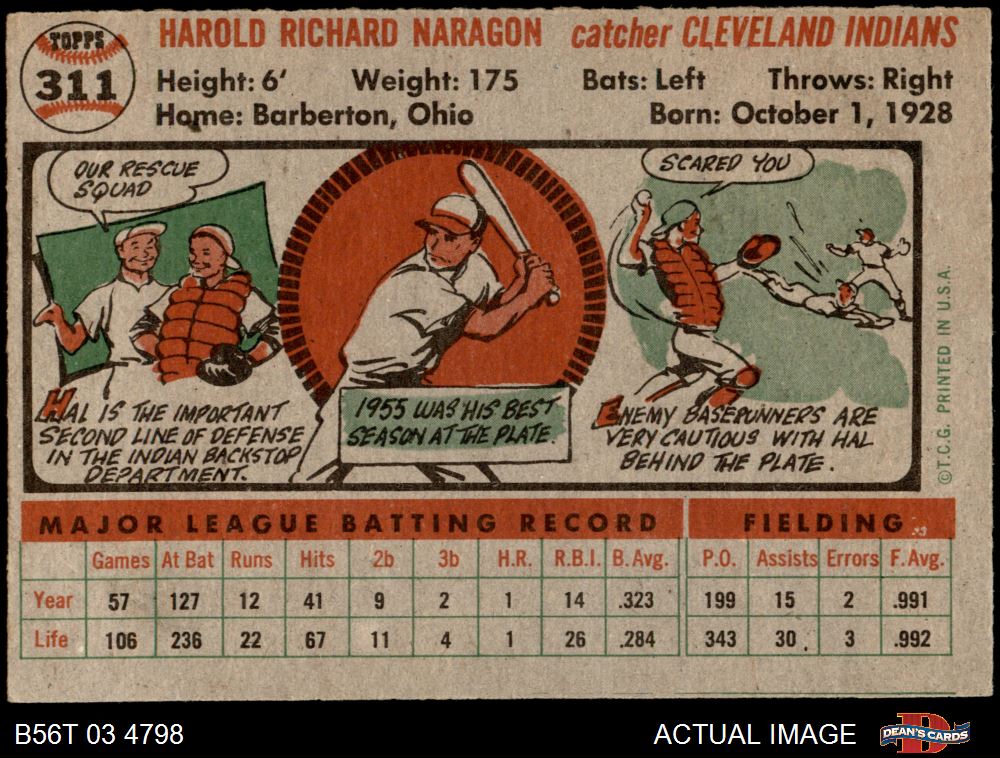 TOPPS
311
HAROLD RICHARD NARAGON catcher CLEVELAND INDIANS
Height: 6' Weight: 175 Bats: Left Throws: Right
Home: Barberton, Ohio Born: October 1, 1928
OUR RESCUE
SQUAD
SCARED YOU
HAL IS THE IMPORTANT
SECOND LINE OF DEFENSE
IN THE INDIAN BACKSTOP
DEPARTMENT.
1955 WAS HIS BEST
SEASON AT THE PLATE.
ENEMY BASERUNNERS ARE
VERY CAUTIOUS WITH HAL
BEHIND THE PLATE.
©T.C.G. PRINTED IN U.S.A.
MAJOR LEAGUE BATTING RECORD FIELDING
Games At Bat Runs Hits 2b 3b H.R. R.B.I. B. Avg. P.O. Assists Errors F. Avg.
Year 57 127 12 41 9 2 1 14 .323 199 15 2 .991
Life 106 236 22 67 11 4 1 26 .284 343 30 3 .992
B56T 03 4798 ACTUAL IMAGE DEAN'S CARDS